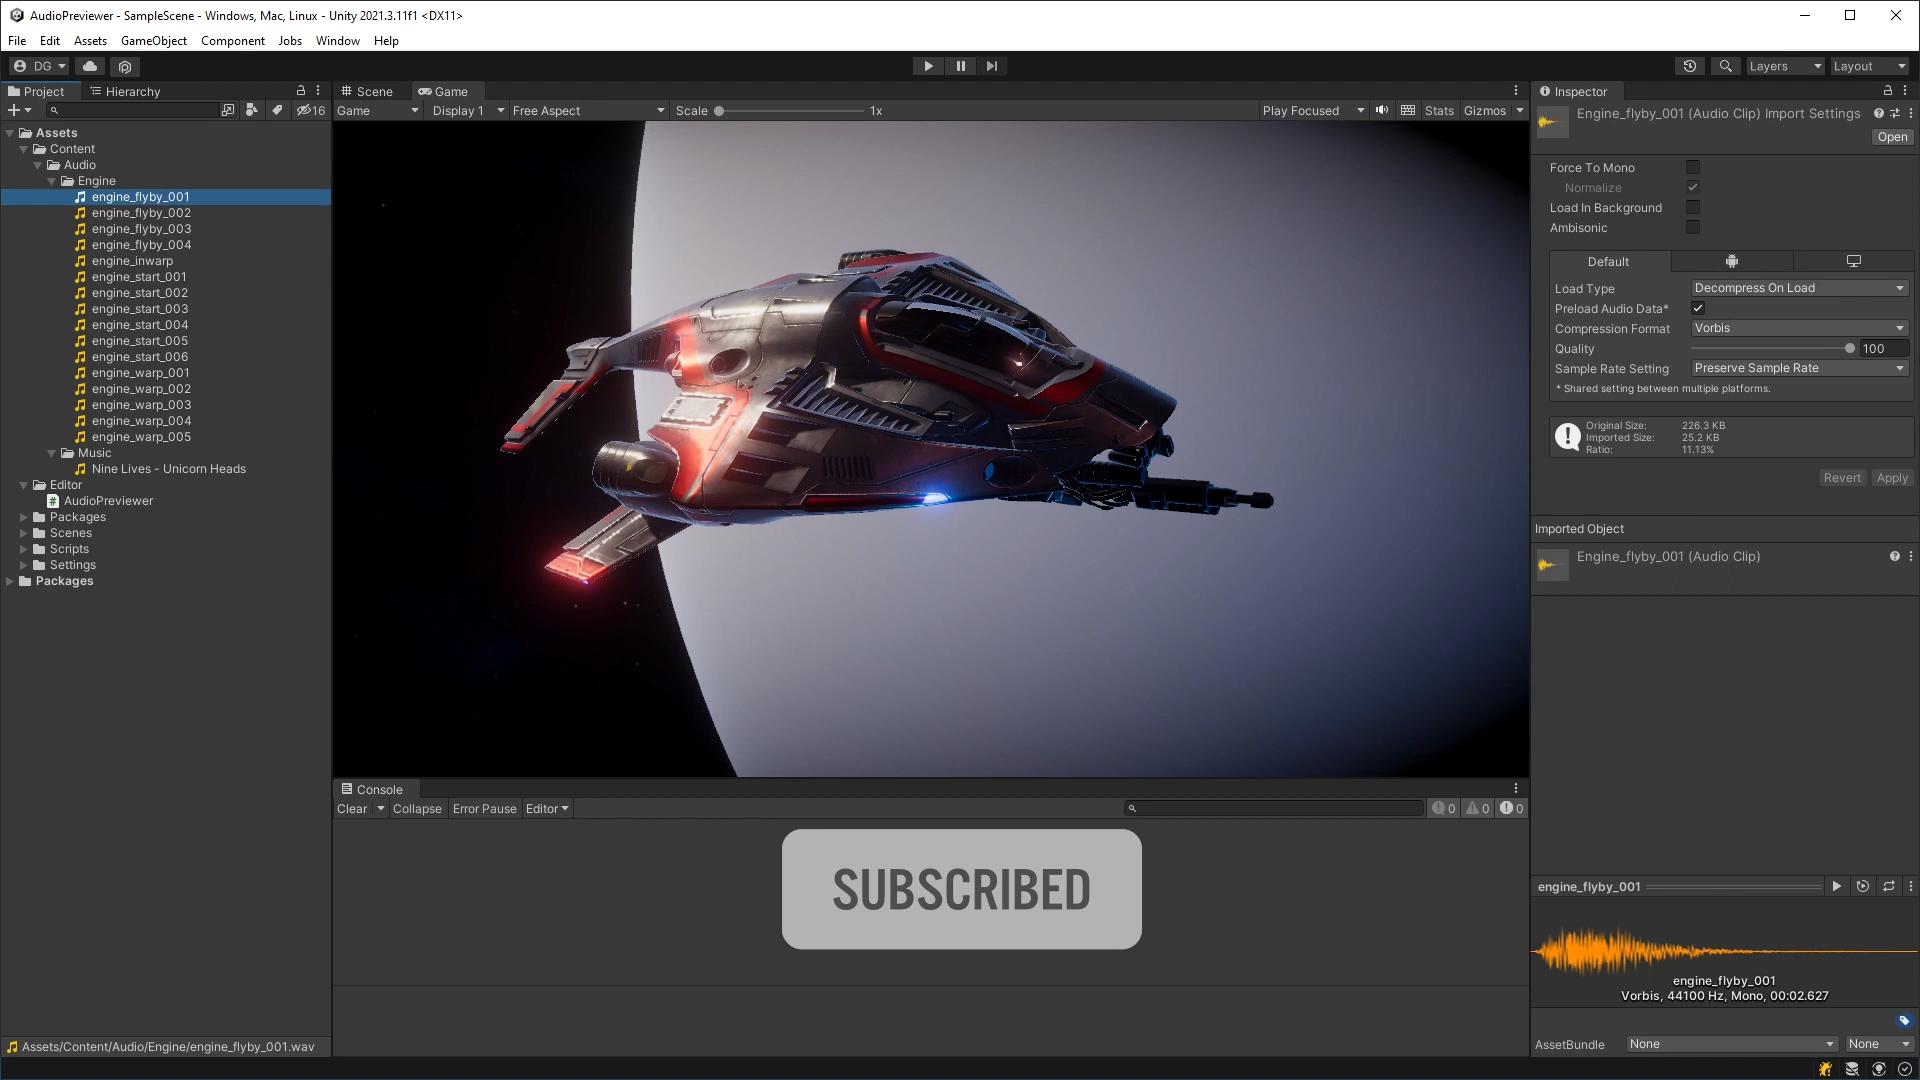 AudioPreviewer - SampleScene - Windows, Mac, Linux - Unity 2021.3.11f1 <DX11>
File Edit Assets GameObject Component Jobs Window Help
DG
Layers Layout
Project Hierarchy
16
Assets
Content
Audio
Engine
engine_flyby_001
engine_flyby_002
engine_flyby_003
engine_flyby_004
engine_inwarp
engine_start_001
engine_start_002
engine_start_003
engine_start_004
engine_start_005
engine_start_006
engine_warp_001
engine_warp_002
engine_warp_003
engine_warp_004
engine_warp_005
Music
Nine Lives - Unicorn Heads
Editor
AudioPreviewer
Packages
Scenes
Scripts
Settings
Packages
Assets/Content/Audio/Engine/engine_flyby_001.wav
Scene Game
Game Display 1 Free Aspect Scale 1x Play Focused Stats Gizmos
Console
Clear Collapse Error Pause Editor 0 0 0
SUBSCRIBED
Inspector
Engine_flyby_001 (Audio Clip) Import Settings
Open
Force To Mono
Normalize
Load In Background
Ambisonic
Default
Load Type Decompress On Load
Preload Audio Data*
Compression Format Vorbis
Quality 100
Sample Rate Setting Preserve Sample Rate
* Shared setting between multiple platforms.
Original Size: 226.3 KB
Imported Size: 25.2 KB
Ratio: 11.13%
Revert Apply
Imported Object
Engine_flyby_001 (Audio Clip)
engine_flyby_001
engine_flyby_001
Vorbis, 44100 Hz, Mono, 00:02.627
AssetBundle None None